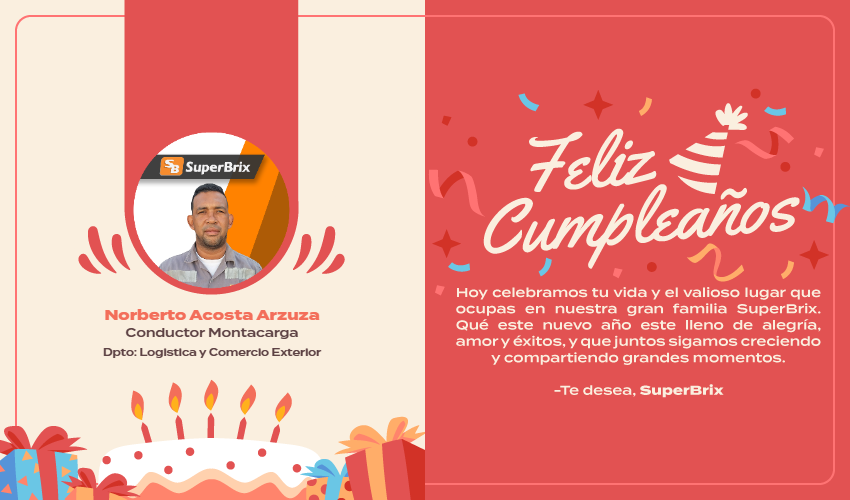 SB SuperBrix
Norberto Acosta Arzuza
Conductor Montacarga
Dpto: Logistica y Comercio Exterior
Feliz
Cumpleaños
Hoy celebramos tu vida y el valioso lugar que
ocupas en nuestra gran familia SuperBrix.
Qué este nuevo año este lleno de alegría,
amor y éxitos, y que juntos sigamos creciendo
y compartiendo grandes momentos.
-Te desea, SuperBrix